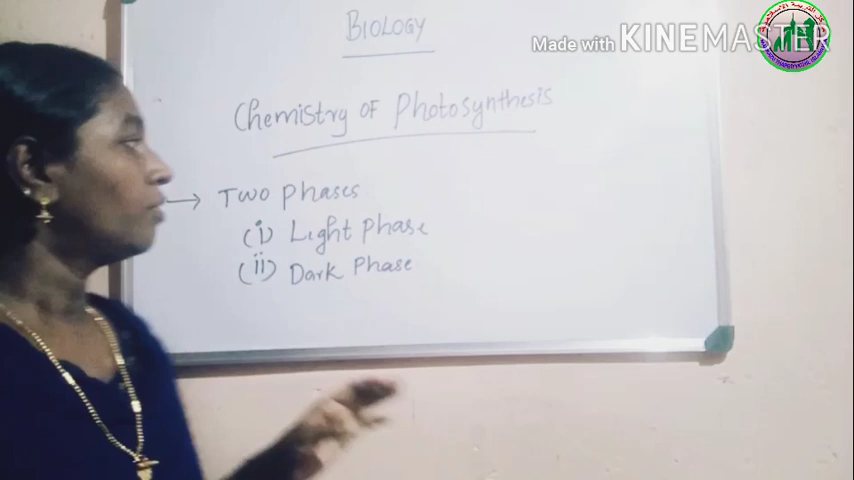 BIOLOGY
Made with KINEMASTER
Chemistry OF Photosynthesis
→ Two phases
(i) Light phase
(ii) Dark Phase